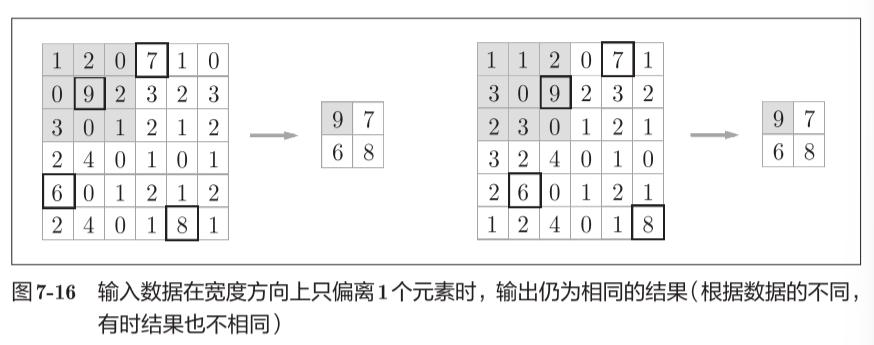 1 2 0 7 1 0
0 9 2 3 2 3
3 0 1 2 1 2
2 4 0 1 0 1
6 0 1 2 1 2
2 4 0 1 8 1
9 7
6 8
1 1 2 0 7 1
3 0 9 2 3 2
2 3 0 1 2 1
3 2 4 0 1 0
2 6 0 1 2 1
1 2 4 0 1 8
9 7
6 8
图7-16 输入数据在宽度方向上只偏离1个元素时，输出仍为相同的结果（根据数据的不同，
有时结果也不相同）